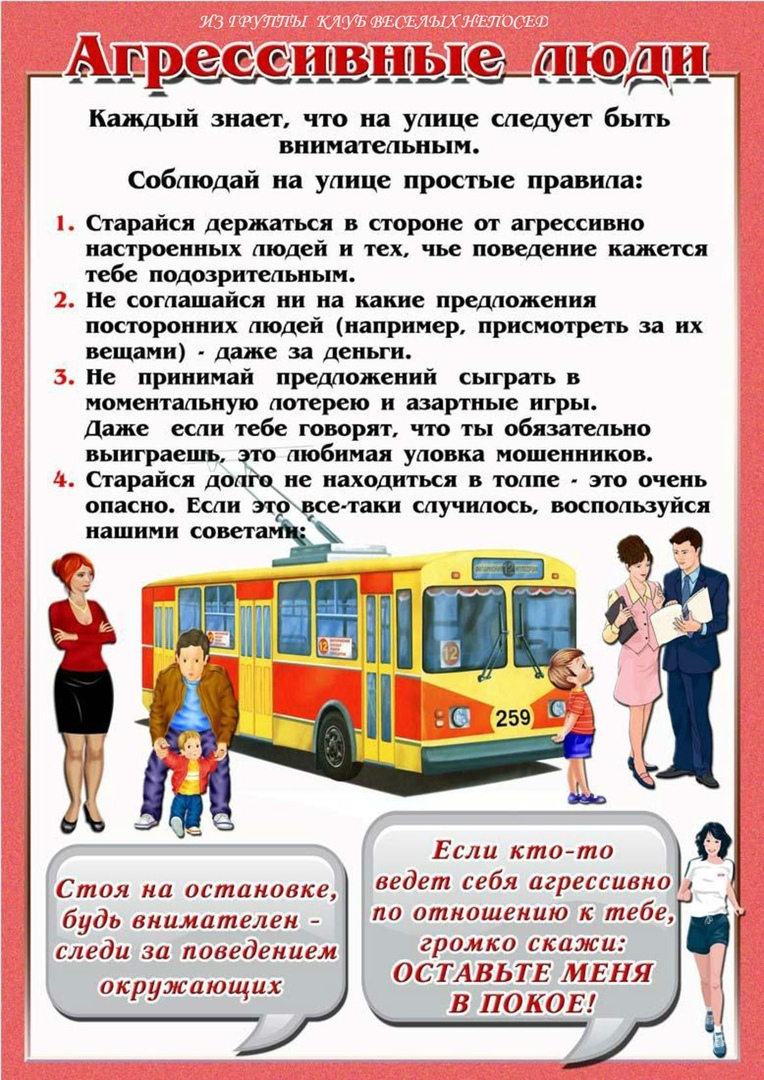 ИЗ ГРУППЫ КЛУБ ВЕСЕЛЫХ НЕПОСЕД
Агрессивные люди
Каждый знает, что на улице следует быть
внимательным.
Соблюдай на улице простые правила:
1. Старайся держаться в стороне от агрессивно
настроенных людей и тех, чье поведение кажется
тебе подозрительным.
2. Не соглашайся ни на какие предложения
посторонних людей (например, присмотреть за их
вещами) - даже за деньги.
3. Не принимай предложений сыграть в
моментальную лотерею и азартные игры.
Даже если тебе говорят, что ты обязательно
выиграешь, это любимая уловка мошенников.
4. Старайся долго не находиться в толпе - это очень
опасно. Если это все-таки случилось, воспользуйся
нашими советами:
12
12
12
259
Стоя на остановке,
будь внимателен -
следи за поведением
окружающих
Если кто-то
ведет себя агрессивно
по отношению к тебе,
громко скажи:
ОСТАВЬТЕ МЕНЯ
В ПОКОЕ!